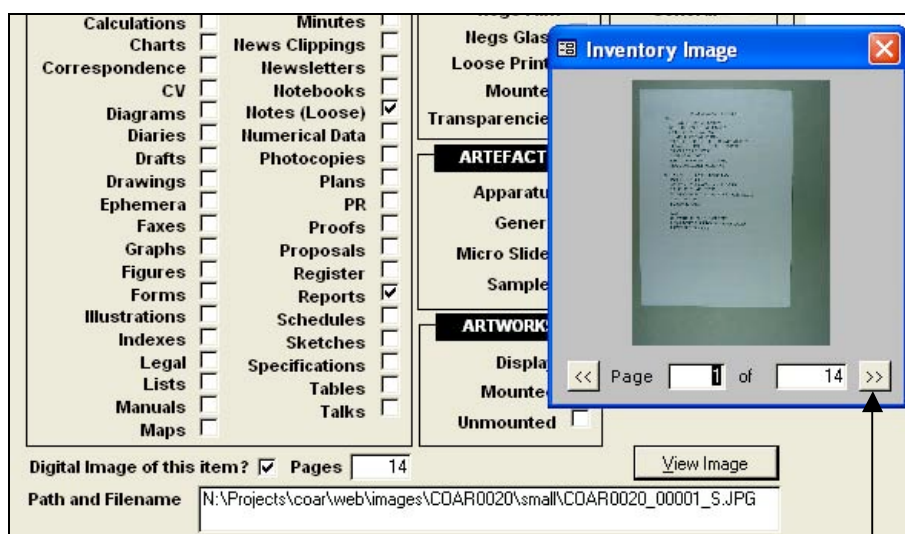 Calculations
Charts
Correspondence
CV
Diagrams
Diaries
Drafts
Drawings
Ephemera
Faxes
Graphs
Figures
Forms
Illustrations
Indexes
Legal
Lists
Manuals
Maps
Minutes
News Clippings
Newsletters
Notebooks
Notes (Loose)
Numerical Data
Photocopies
Plans
PR
Proofs
Proposals
Register
Reports
Schedules
Sketches
Specifications
Tables
Talks
Negs Glas
Loose Print
Mounte
Transparencie
ARTEFACT
Apparatu
Gener
Micro Slide
Sample
ARTWORK
Displa
Mounte
Unmounted
Inventory Image
<< Page 1 of 14 >>
Digital Image of this item? Pages 14
View Image
Path and Filename N:\Projects\coar\web\images\COAR0020\small\COAR0020_00001_S.JPG